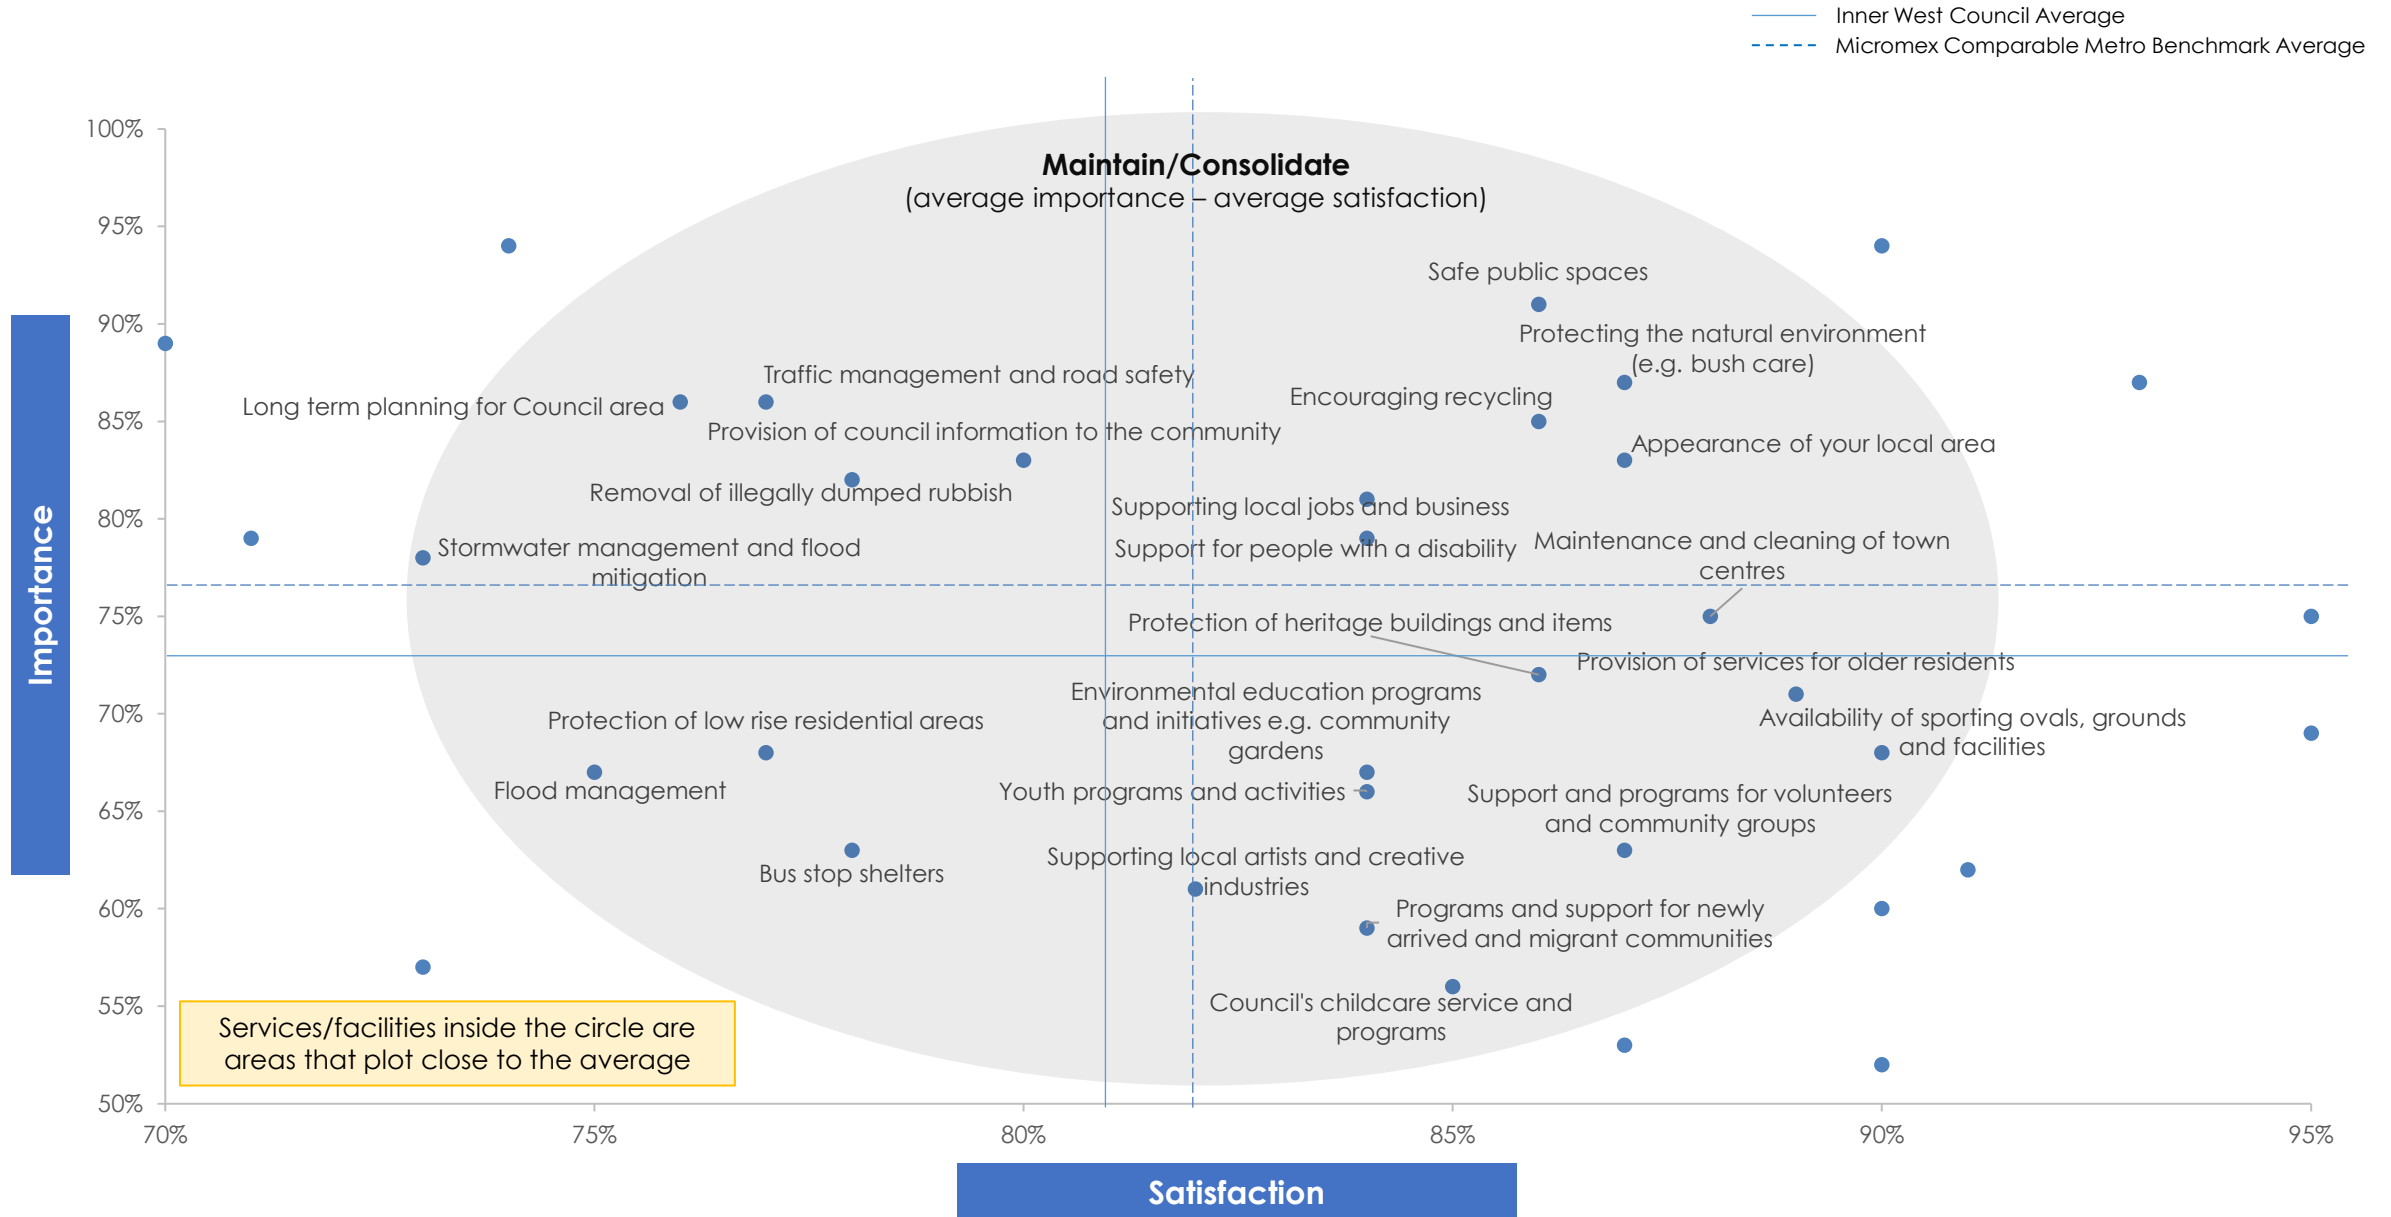 Inner West Council Average
Micromex Comparable Metro Benchmark Average
Maintain/Consolidate
(average importance – average satisfaction)
100%
95%
90%
85%
80%
75%
70%
65%
60%
55%
50%
Importance
Safe public spaces
Protecting the natural environment
(e.g. bush care)
Traffic management and road safety
Long term planning for Council area
Encouraging recycling
Provision of council information to the community
Appearance of your local area
Removal of illegally dumped rubbish
Supporting local jobs and business
Stormwater management and flood
mitigation
Support for people with a disability
Maintenance and cleaning of town
centres
Protection of heritage buildings and items
Provision of services for older residents
Environmental education programs
and initiatives e.g. community
gardens
Protection of low rise residential areas
Availability of sporting ovals, grounds
and facilities
Flood management
Youth programs and activities
Support and programs for volunteers
and community groups
Bus stop shelters
Supporting local artists and creative
industries
Programs and support for newly
arrived and migrant communities
Council's childcare service and
programs
Services/facilities inside the circle are
areas that plot close to the average
70%
75%
80%
85%
90%
95%
Satisfaction